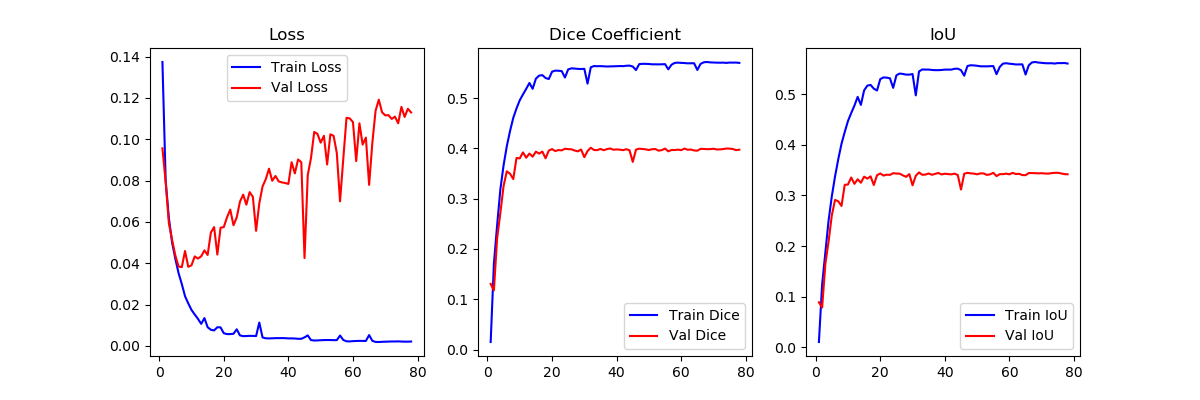 Loss
Dice Coefficient
IoU
0.14
0.12
0.10
0.08
0.06
0.04
0.02
0.00
Train Loss
Val Loss
0 20 40 60 80
0.5
0.4
0.3
0.2
0.1
0.0
Train Dice
Val Dice
0 20 40 60 80
0.5
0.4
0.3
0.2
0.1
0.0
Train IoU
Val IoU
0 20 40 60 80